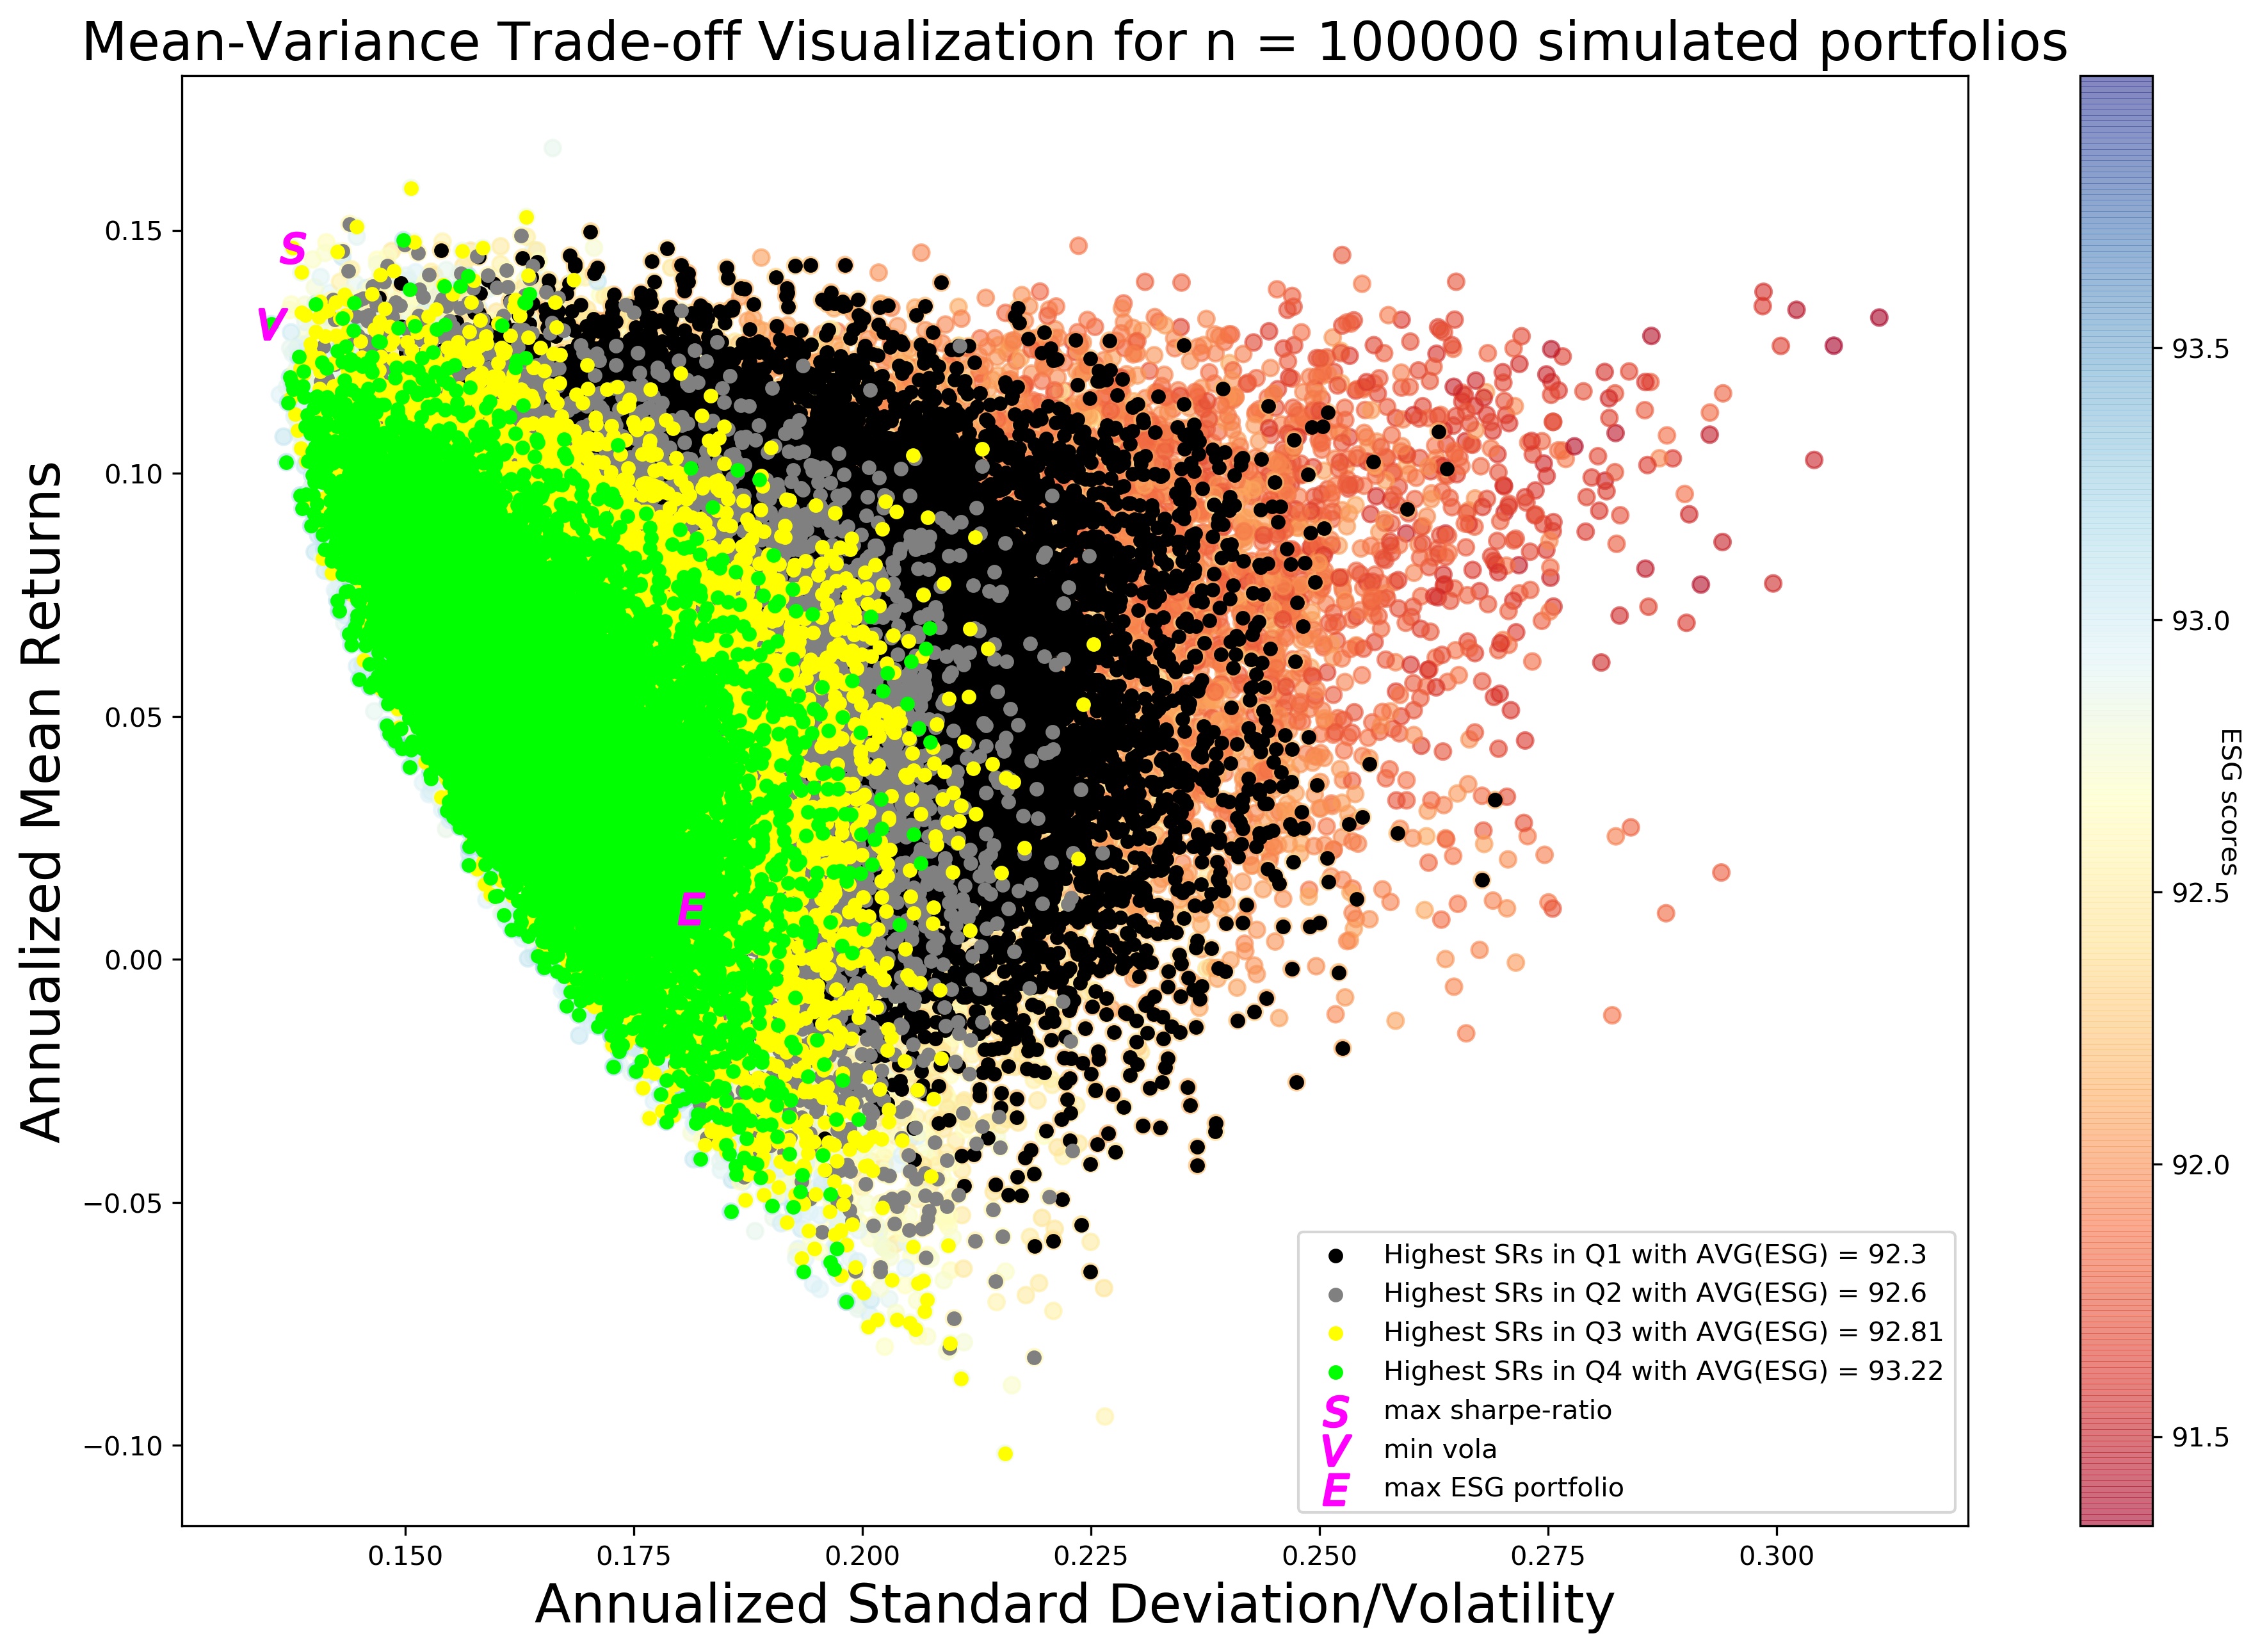 Mean-Variance Trade-off Visualization for n = 100000 simulated portfolios
Annualized Mean Returns
0.15
0.10
0.05
0.00
−0.05
−0.10
S
V
E
Highest SRs in Q1 with AVG(ESG) = 92.3
Highest SRs in Q2 with AVG(ESG) = 92.6
Highest SRs in Q3 with AVG(ESG) = 92.81
Highest SRs in Q4 with AVG(ESG) = 93.22
S max sharpe-ratio
V min vola
E max ESG portfolio
0.150 0.175 0.200 0.225 0.250 0.275 0.300
Annualized Standard Deviation/Volatility
93.5
93.0
92.5
92.0
91.5
ESG scores